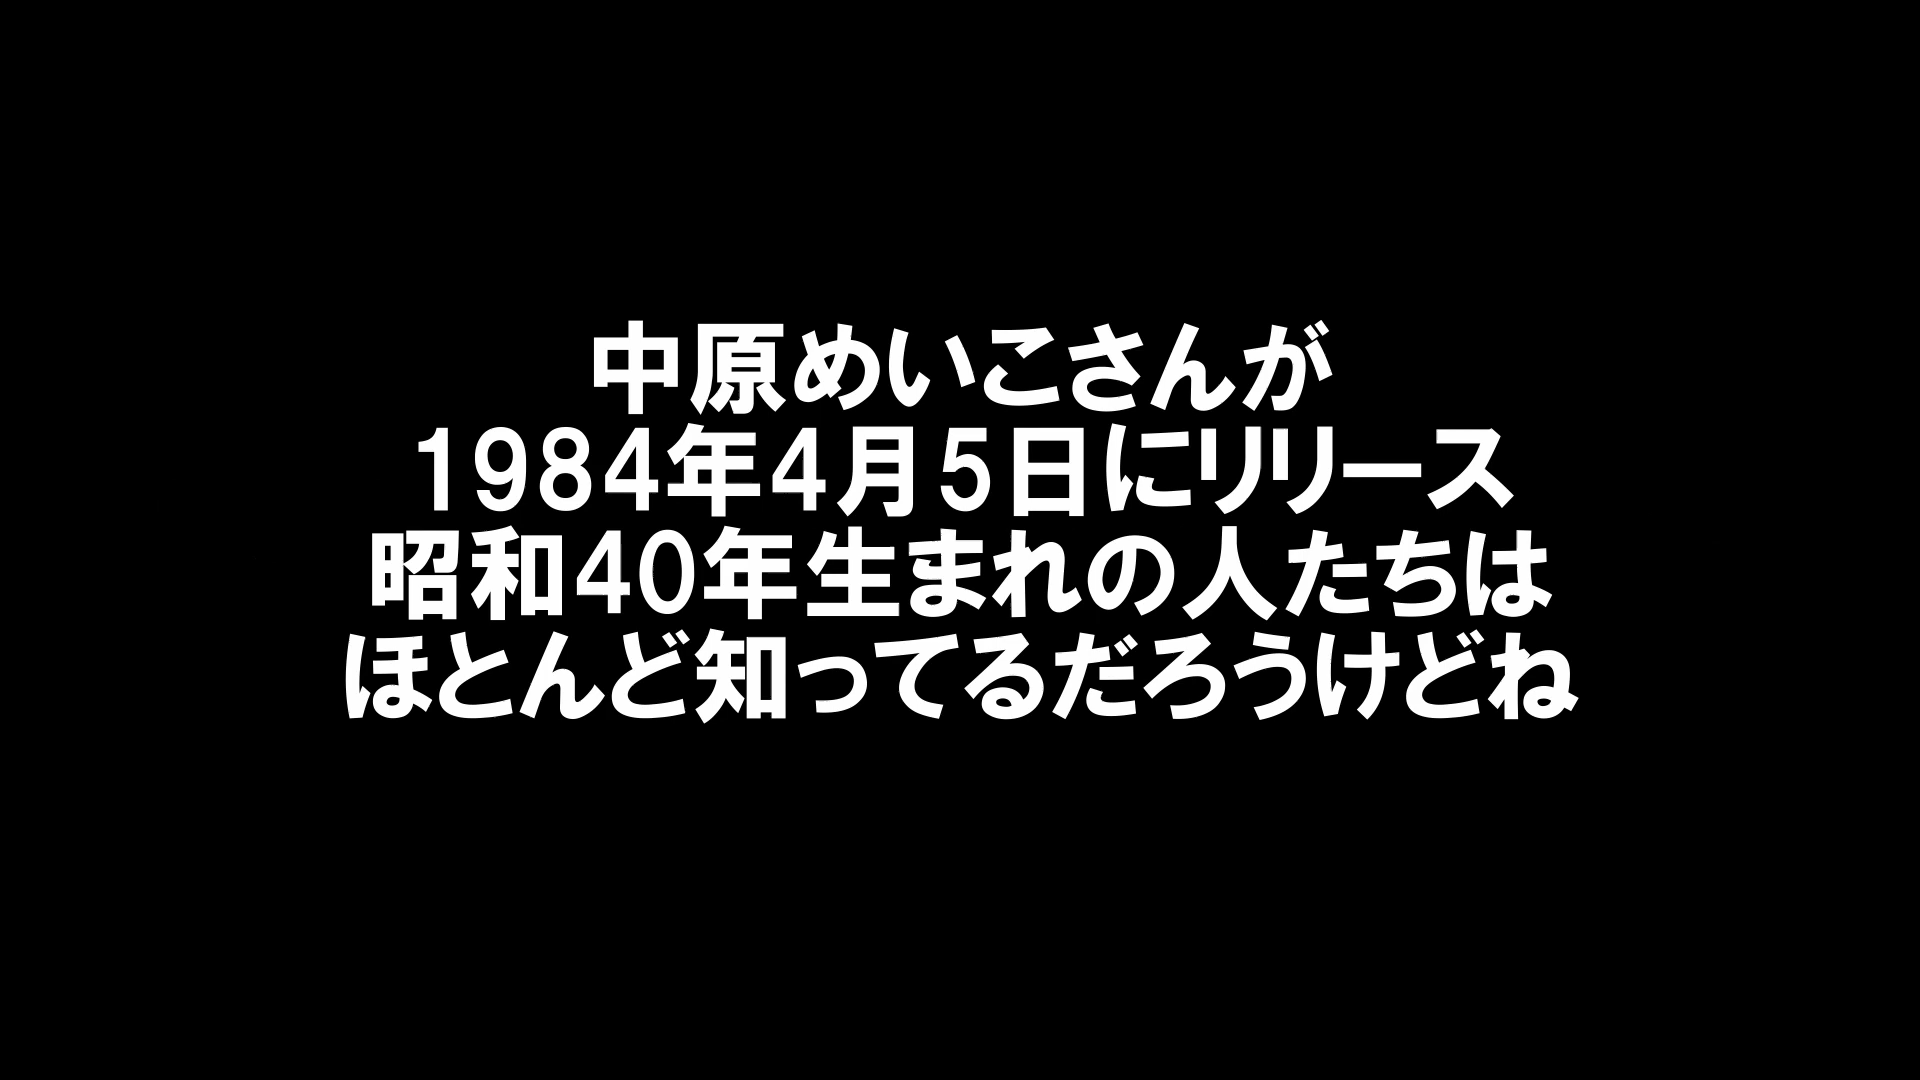 中原めいこさんが
1984年4月5日にリリース
昭和40年生まれの人たちは
ほとんど知ってるだろうけどね